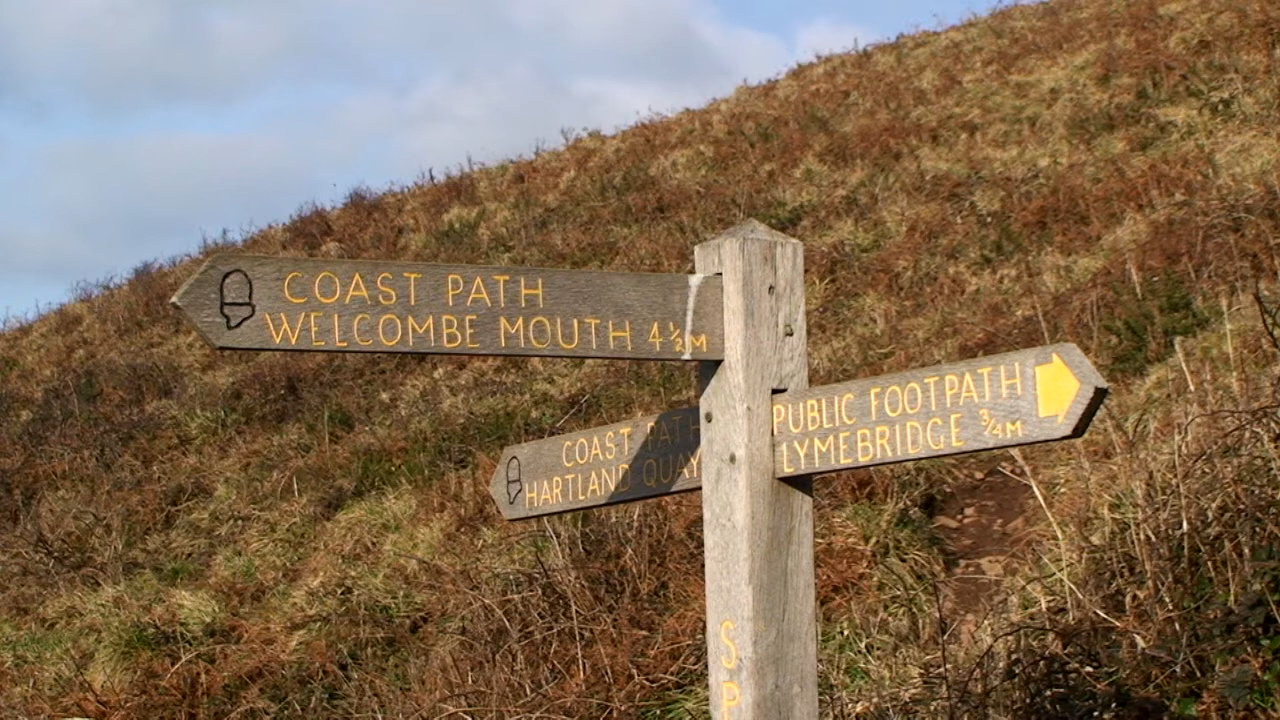 COAST PATH
WELCOMBE MOUTH 4½M
COAST PATH
HARTLAND QUAY
PUBLIC FOOTPATH
LYMEBRIDGE ¾M
S
P